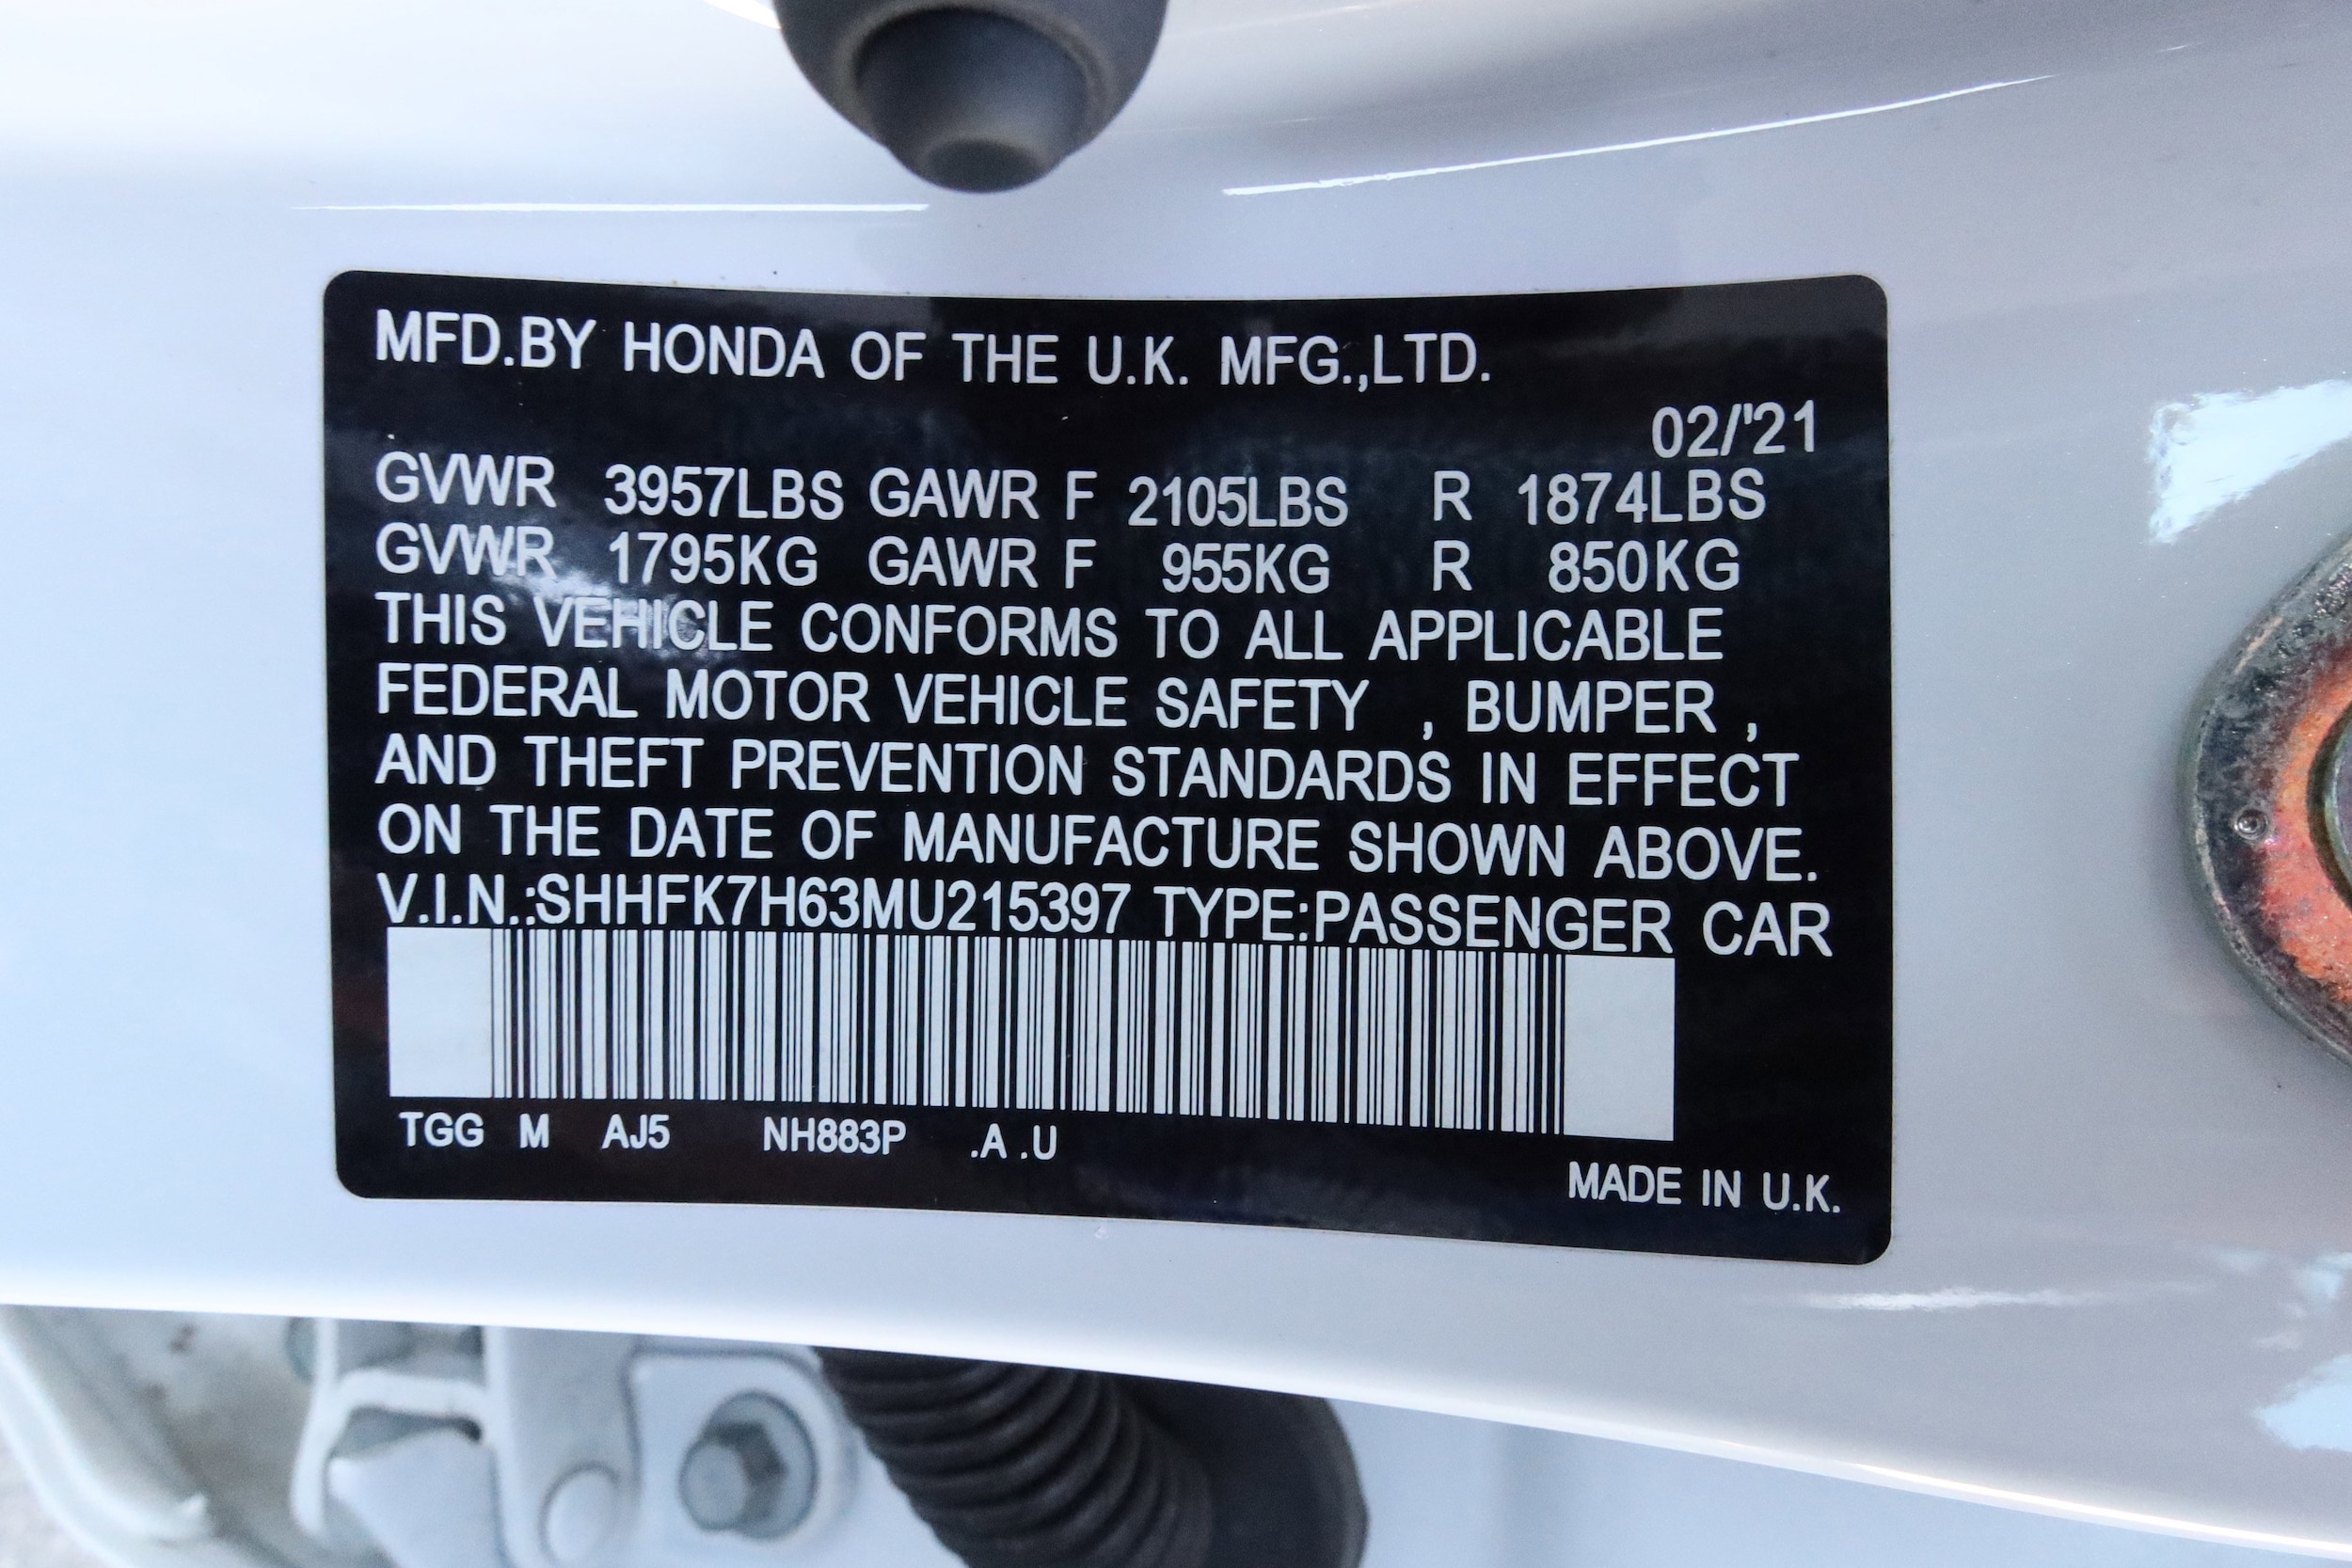 MFD.BY HONDA OF THE U.K. MFG.,LTD.
02/'21
GVWR 3957LBS GAWR F 2105LBS R 1874LBS
GVWR 1795KG GAWR F 955KG R 850KG
THIS VEHICLE CONFORMS TO ALL APPLICABLE
FEDERAL MOTOR VEHICLE SAFETY , BUMPER ,
AND THEFT PREVENTION STANDARDS IN EFFECT
ON THE DATE OF MANUFACTURE SHOWN ABOVE.
V.I.N.:SHHFK7H63MU215397 TYPE:PASSENGER CAR
TGG M AJ5 NH883P .A .U
MADE IN U.K.